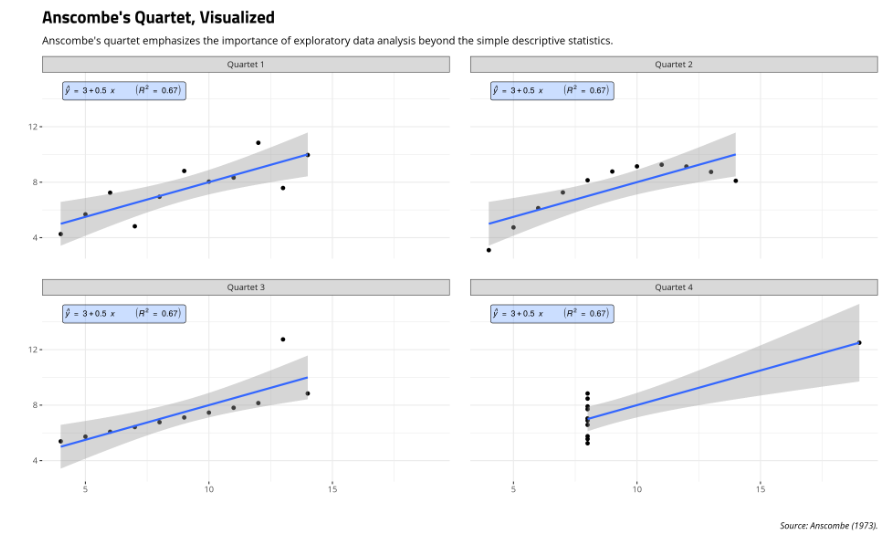 Anscombe's Quartet, Visualized
Anscombe's quartet emphasizes the importance of exploratory data analysis beyond the simple descriptive statistics.
Quartet 1
Quartet 2
ŷ = 3+0.5 x (R² = 0.67)
ŷ = 3+0.5 x (R² = 0.67)
12
8
4
Quartet 3
Quartet 4
ŷ = 3+0.5 x (R² = 0.67)
ŷ = 3+0.5 x (R² = 0.67)
12
8
4
5 10 15
5 10 15
Source: Anscombe (1973).